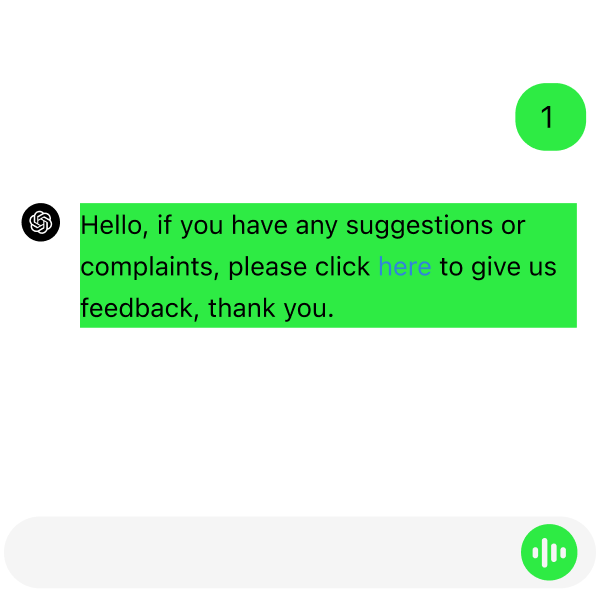 1
Hello, if you have any suggestions or
complaints, please click here to give us
feedback, thank you.